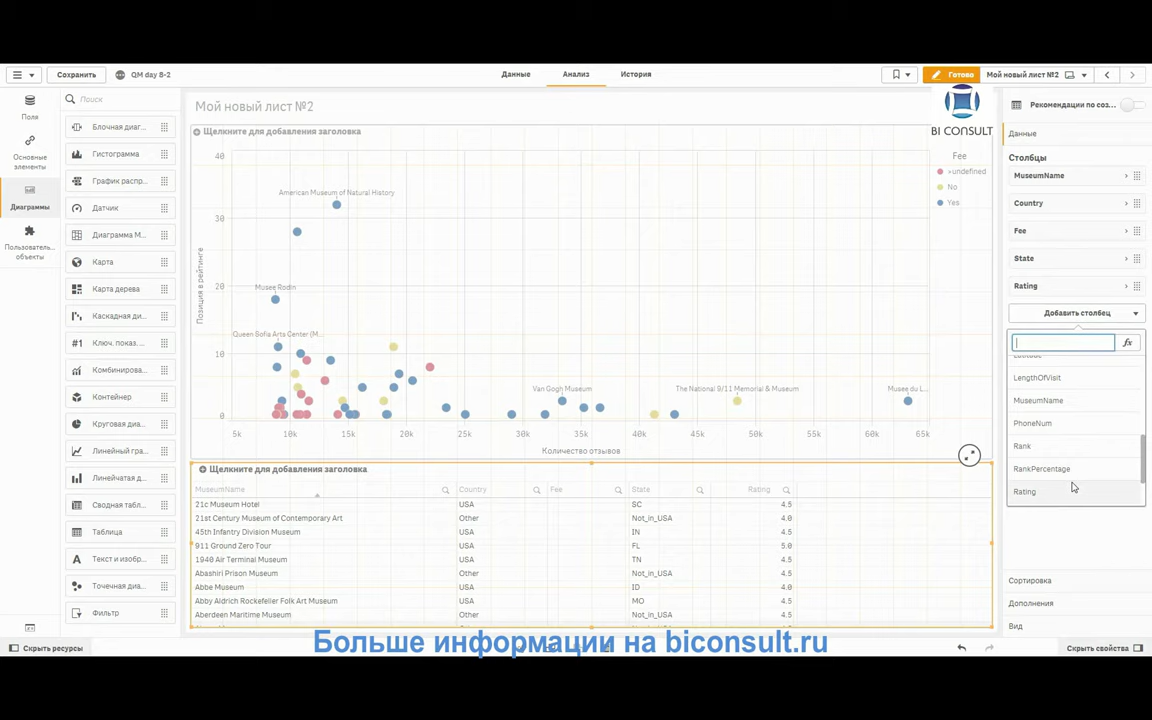 Сохранить
QM day 8-2
Данные
Анализ
История
Готово
Мой новый лист №2
Поля
Основные элементы
Диаграммы
Пользователь... объекты
Поиск
Блочная диаг...
Гистограмма
График распр...
Датчик
Диаграмма М...
Карта
Карта дерева
Каскадная ди...
#1 Ключ. показ. ...
Комбинирова...
Контейнер
Круговая диа...
Линейный гра...
Линейчатая д...
Сводная табл...
Таблица
A Текст и изобр...
Точечная диа...
Фильтр
Скрыть ресурсы
Мой новый лист №2
BI CONSULT
Щелкните для добавления заголовка
Fee
>undefined
No
Yes
Позиция в рейтинге
40
30
20
10
0
American Museum of Natural History
Musee Rodin
Queen Sofia Arts Center (M...
Van Gogh Museum
The National 9/11 Memorial & Museum
Musee du L...
5k 10k 15k 20k 25k 30k 35k 40k 45k 50k 55k 60k 65k
Количество отзывов
Щелкните для добавления заголовка
MuseumName Country Fee State Rating
21c Museum Hotel USA SC 4.5
21st Century Museum of Contemporary Art Other Not_in_USA 4.0
45th Infantry Division Museum USA IN 4.5
911 Ground Zero Tour USA FL 5.0
1940 Air Terminal Museum USA TN 4.5
Abashiri Prison Museum Other Not_in_USA 4.5
Abbe Museum USA ID 4.0
Abby Aldrich Rockefeller Folk Art Museum USA MO 4.5
Aberdeen Maritime Museum Other Not_in_USA 4.5
Больше информации на biconsult.ru
Рекомендации по соз...
Данные
Столбцы
MuseumName
Country
Fee
State
Rating
Добавить столбец
fx
Latitude
LengthOfVisit
MuseumName
PhoneNum
Rank
RankPercentage
Rating
Сортировка
Дополнения
Вид
Скрыть свойства